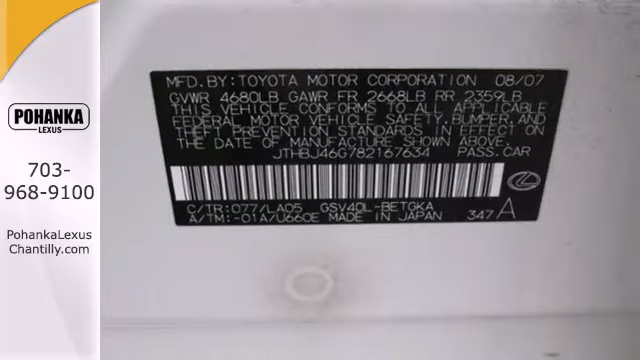 POHANKA
LEXUS
703-
968-9100
PohankaLexus
Chantilly.com
MFD. BY: TOYOTA MOTOR CORPORATION 08/07
GVWR 4680LB GAWR FR 2668LB RR 2359LB
THIS VEHICLE CONFORMS TO ALL APPLICABLE
FEDERAL MOTOR VEHICLE SAFETY, BUMPER, AND
THEFT PREVENTION STANDARDS IN EFFECT ON
THE DATE OF MANUFACTURE SHOWN ABOVE.
JTHBJ46G782167634 PASS. CAR
C/TR: 077/LA05 GSV40L-BETGKA
A/TM: -01A/U660E MADE IN JAPAN 347 A